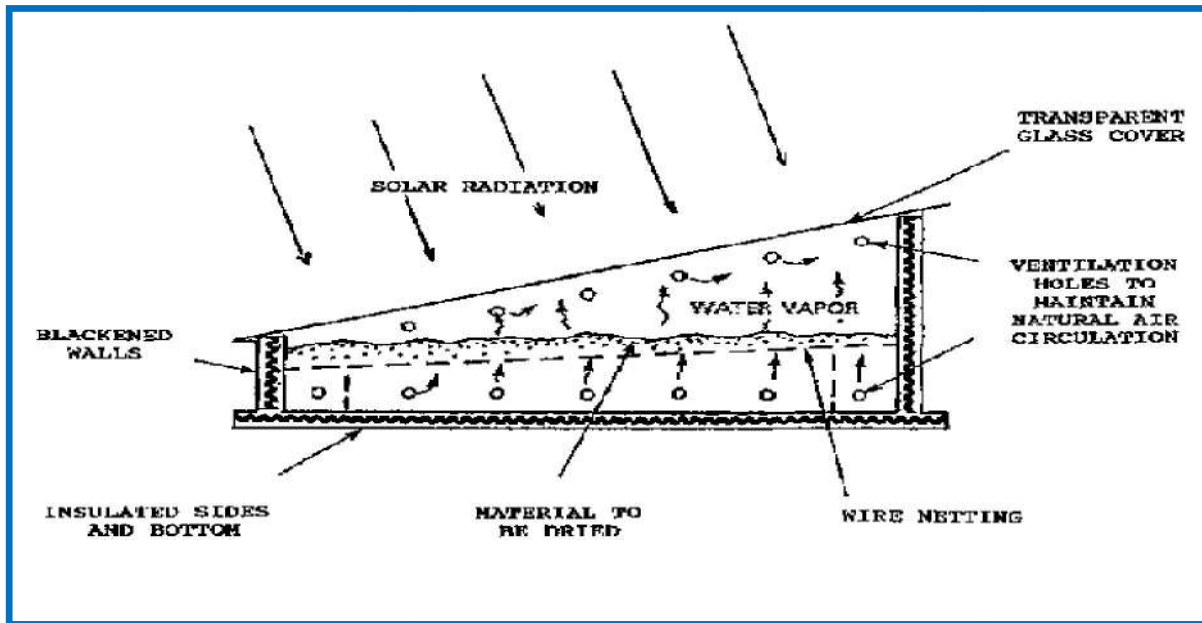 TRANSPARENT
GLASS COVER
SOLAR RADIATION
VENTILATION
HOLES TO
MAINTAIN
NATURAL AIR
CIRCULATION
WATER VAPOR
BLACKENED
WALLS
INSULATED SIDES
AND BOTTOM
MATERIAL TO
BE DRIED
WIRE NETTING